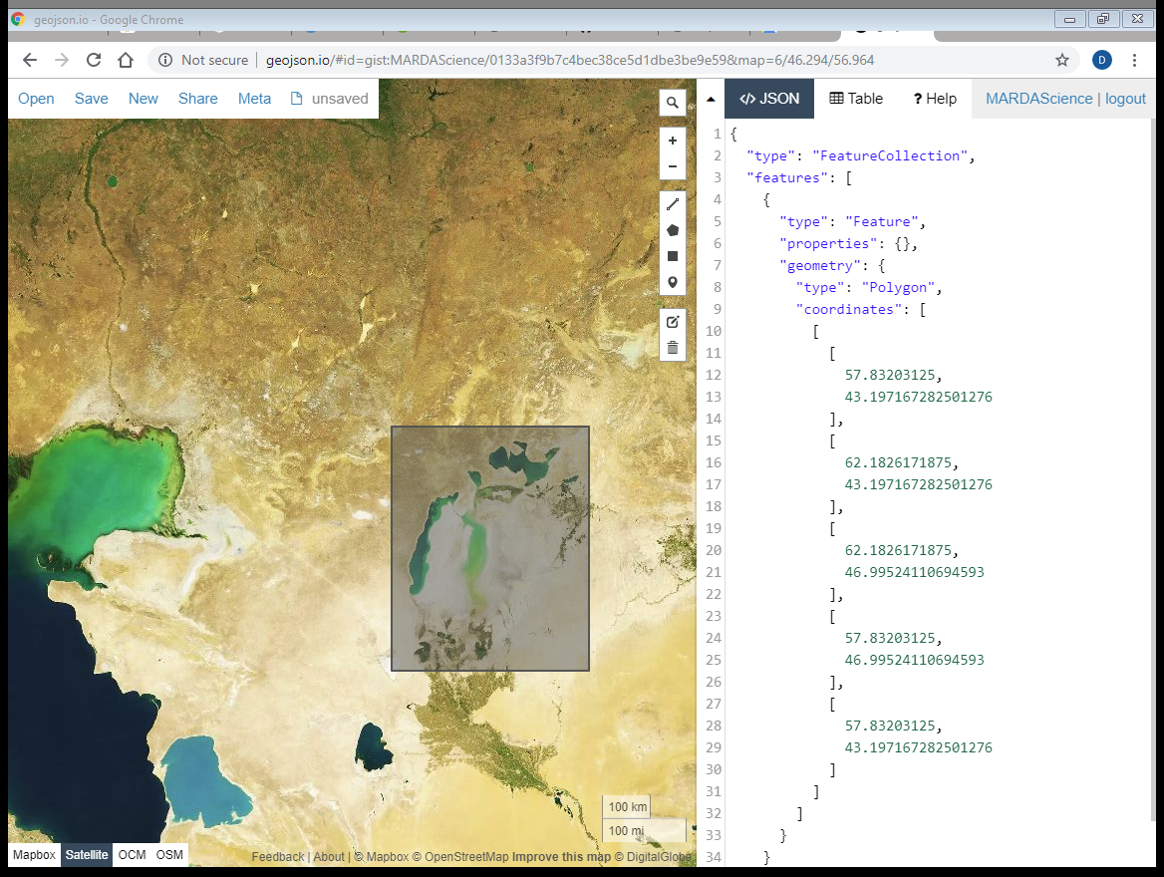 geojson.io - Google Chrome
Not secure | geojson.io/#id=gist:MARDAScience/0133a3f9b7c4bec38ce5d1dbe3be9e59&map=6/46.294/56.964
D
Open Save New Share Meta unsaved
</> JSON Table ? Help MARDAScience | logout
+
−
1 {
2 "type": "FeatureCollection",
3 "features": [
4 {
5 "type": "Feature",
6 "properties": {},
7 "geometry": {
8 "type": "Polygon",
9 "coordinates": [
10 [
11 [
12 57.83203125,
13 43.197167282501276
14 ],
15 [
16 62.1826171875,
17 43.197167282501276
18 ],
19 [
20 62.1826171875,
21 46.99524110694593
22 ],
23 [
24 57.83203125,
25 46.99524110694593
26 ],
27 [
28 57.83203125,
29 43.197167282501276
30 ]
31 ]
32 ]
33 }
34 }
100 km
100 mi
Mapbox Satellite OCM OSM
Feedback | About | © Mapbox © OpenStreetMap Improve this map © DigitalGlobe